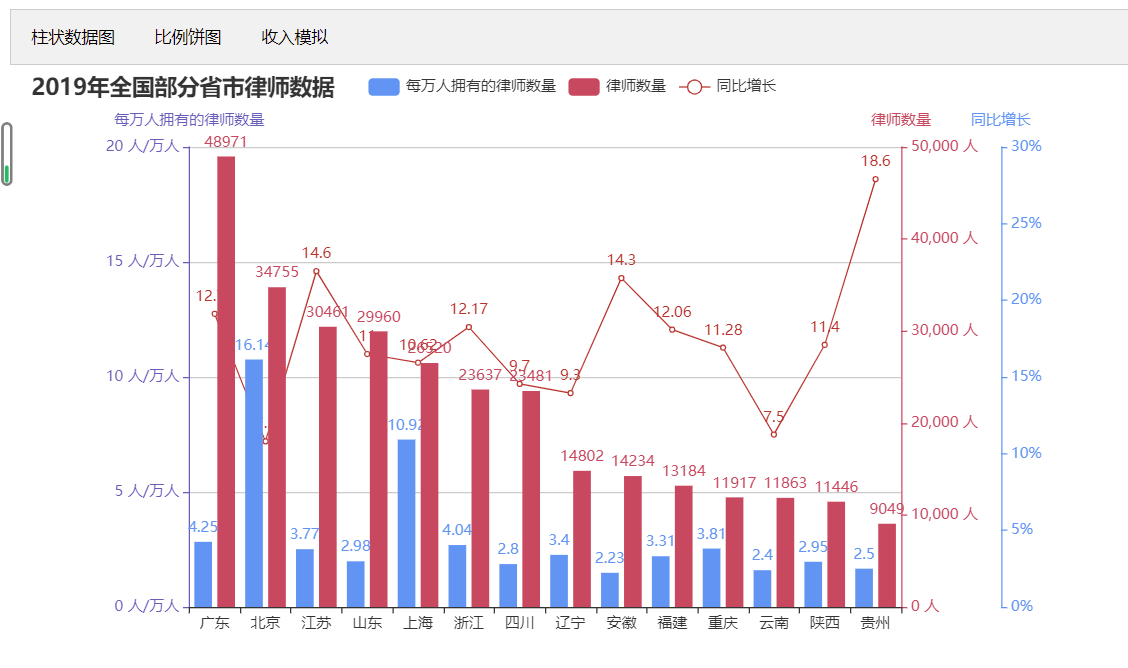 柱状数据图 比例饼图 收入模拟
2019年全国部分省市律师数据 每万人拥有的律师数量 律师数量 同比增长
每万人拥有的律师数量 律师数量 同比增长
20 人/万人
15 人/万人
10 人/万人
5 人/万人
0 人/万人
48971 34755 30461 29960 26520 23637 23481 14802 14234 13184 11917 11863 11446 9049
14.6 10.62 12.17 9.7 9.3 14.3 12.06 11.28 7.5 11.4 18.6
4.25 16.14 3.77 2.98 10.92 4.04 2.8 3.4 2.23 3.31 3.81 2.4 2.95 2.5
50,000 人
40,000 人
30,000 人
20,000 人
10,000 人
0 人
30%
25%
20%
15%
10%
5%
0%
广东 北京 江苏 山东 上海 浙江 四川 辽宁 安徽 福建 重庆 云南 陕西 贵州